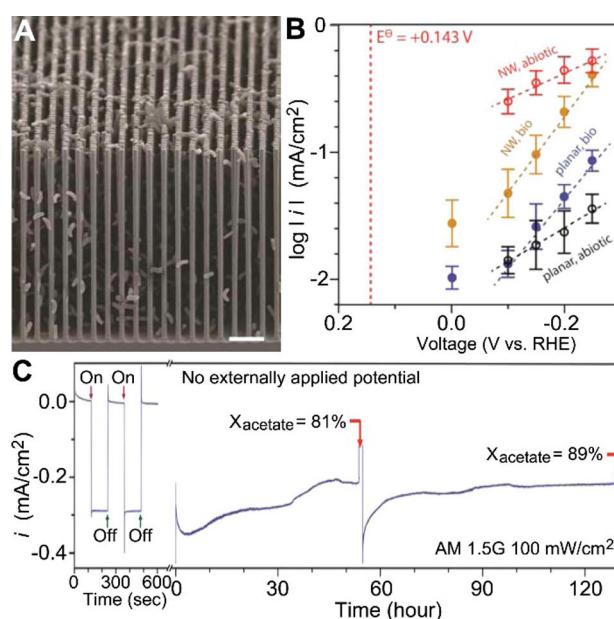 A
B
E⊖ = +0.143 V
NW, abiotic
NW, bio
planar, bio
planar, abiotic
log | i | (mA/cm²)
-0
-1
-2
0.2 0.0 -0.2
Voltage (V vs. RHE)
C
On On
Off Off
No externally applied potential
Xacetate = 81%
Xacetate = 89%
AM 1.5G 100 mW/cm²
i (mA/cm²)
0.0
-0.2
-0.4
0 300 600 0 30 60 90 120
Time (sec) Time (hour)